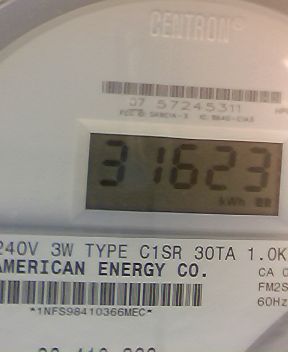 CENTRON®
37 57245311
31623
kWh
240V 3W TYPE C1SR 30TA 1.0K
AMERICAN ENERGY CO.
CA
FM2S
60Hz
*1NFS98410366MEC*